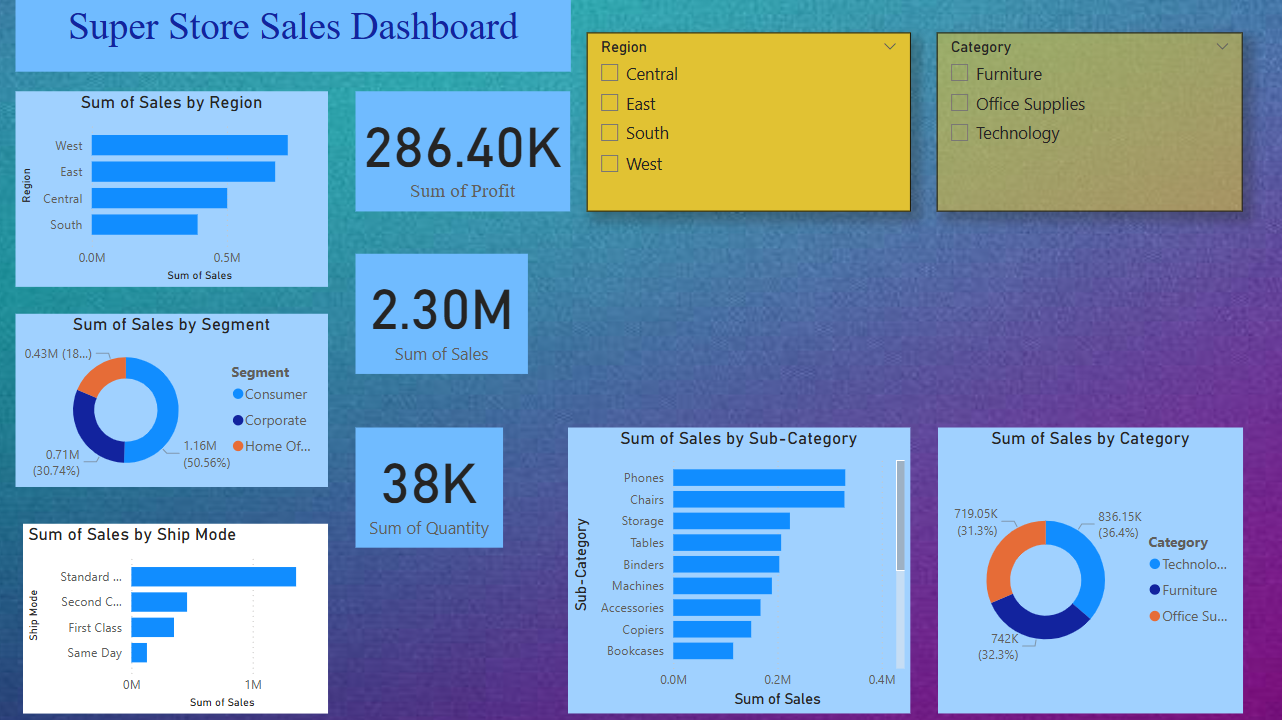 Super Store Sales Dashboard
Region
Central
East
South
West
Category
Furniture
Office Supplies
Technology
Sum of Sales by Region
Region
West
East
Central
South
0.0M 0.5M
Sum of Sales
286.40K
Sum of Profit
2.30M
Sum of Sales
38K
Sum of Quantity
Sum of Sales by Segment
0.43M (18...)
0.71M
(30.74%)
1.16M
(50.56%)
Segment
Consumer
Corporate
Home Of...
Sum of Sales by Ship Mode
Ship Mode
Standard ...
Second C...
First Class
Same Day
0M 1M
Sum of Sales
Sum of Sales by Sub-Category
Sub-Category
Phones
Chairs
Storage
Tables
Binders
Machines
Accessories
Copiers
Bookcases
0.0M 0.2M 0.4M
Sum of Sales
Sum of Sales by Category
719.05K
(31.3%)
836.15K
(36.4%)
742K
(32.3%)
Category
Technolo...
Furniture
Office Su...